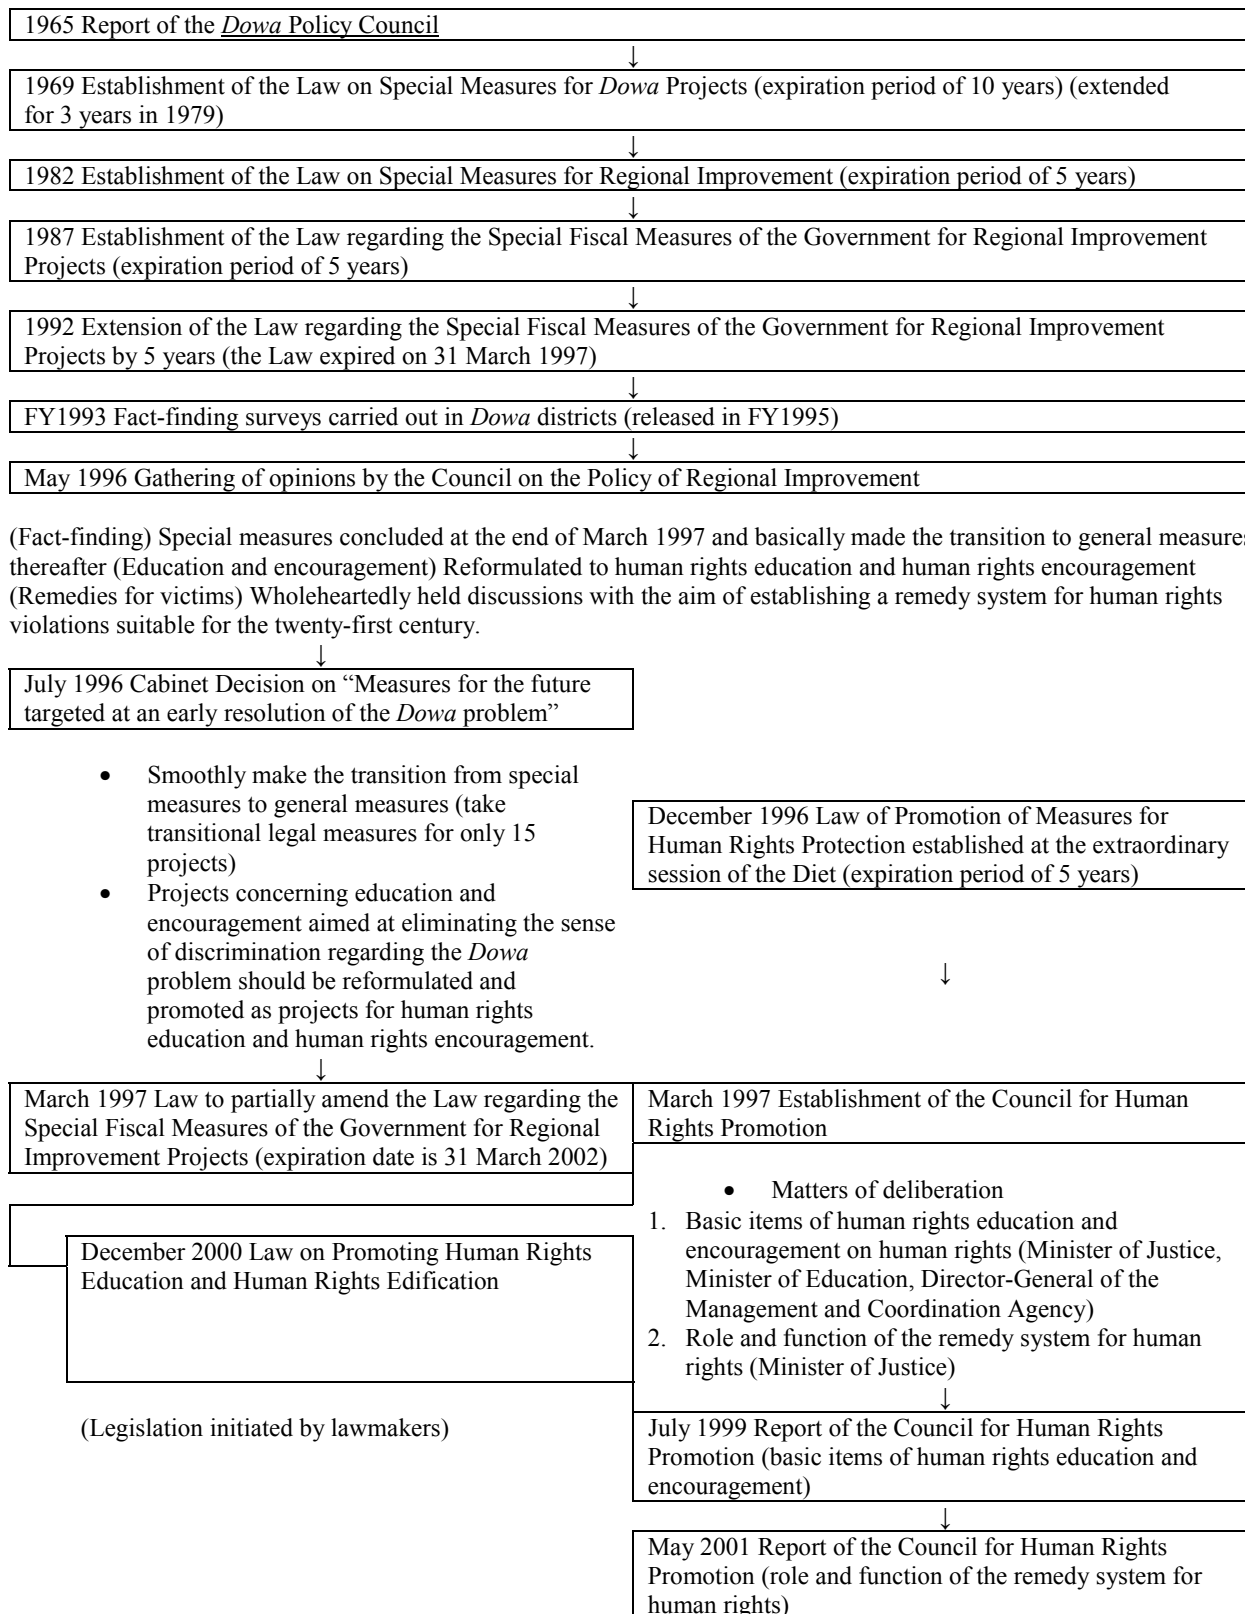 1965 Report of the Dowa Policy Council
↓
1969 Establishment of the Law on Special Measures for Dowa Projects (expiration period of 10 years) (extended
for 3 years in 1979)
↓
1982 Establishment of the Law on Special Measures for Regional Improvement (expiration period of 5 years)
↓
1987 Establishment of the Law regarding the Special Fiscal Measures of the Government for Regional Improvement
Projects (expiration period of 5 years)
↓
1992 Extension of the Law regarding the Special Fiscal Measures of the Government for Regional Improvement
Projects by 5 years (the Law expired on 31 March 1997)
↓
FY1993 Fact-finding surveys carried out in Dowa districts (released in FY1995)
↓
May 1996 Gathering of opinions by the Council on the Policy of Regional Improvement
(Fact-finding) Special measures concluded at the end of March 1997 and basically made the transition to general measures
thereafter (Education and encouragement) Reformulated to human rights education and human rights encouragement
(Remedies for victims) Wholeheartedly held discussions with the aim of establishing a remedy system for human rights
violations suitable for the twenty-first century.
↓
July 1996 Cabinet Decision on “Measures for the future
targeted at an early resolution of the Dowa problem”
• Smoothly make the transition from special
measures to general measures (take
transitional legal measures for only 15
projects)
• Projects concerning education and
encouragement aimed at eliminating the sense
of discrimination regarding the Dowa
problem should be reformulated and
promoted as projects for human rights
education and human rights encouragement.
↓
December 1996 Law of Promotion of Measures for
Human Rights Protection established at the extraordinary
session of the Diet (expiration period of 5 years)
↓
March 1997 Law to partially amend the Law regarding the
Special Fiscal Measures of the Government for Regional
Improvement Projects (expiration date is 31 March 2002)
December 2000 Law on Promoting Human Rights
Education and Human Rights Edification
(Legislation initiated by lawmakers)
March 1997 Establishment of the Council for Human
Rights Promotion
• Matters of deliberation
1. Basic items of human rights education and
encouragement on human rights (Minister of Justice,
Minister of Education, Director-General of the
Management and Coordination Agency)
2. Role and function of the remedy system for human
rights (Minister of Justice)
↓
July 1999 Report of the Council for Human Rights
Promotion (basic items of human rights education and
encouragement)
↓
May 2001 Report of the Council for Human Rights
Promotion (role and function of the remedy system for
human rights)